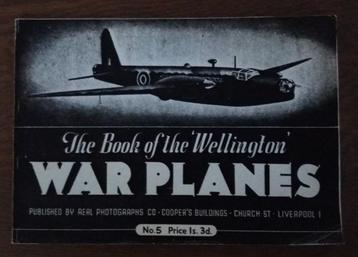 The Book of the 'Wellington'
WAR PLANES
PUBLISHED BY REAL PHOTOGRAPHS CO · COOPER'S BUILDINGS · CHURCH ST · LIVERPOOL 1
No. 5 Price 1s. 3d.